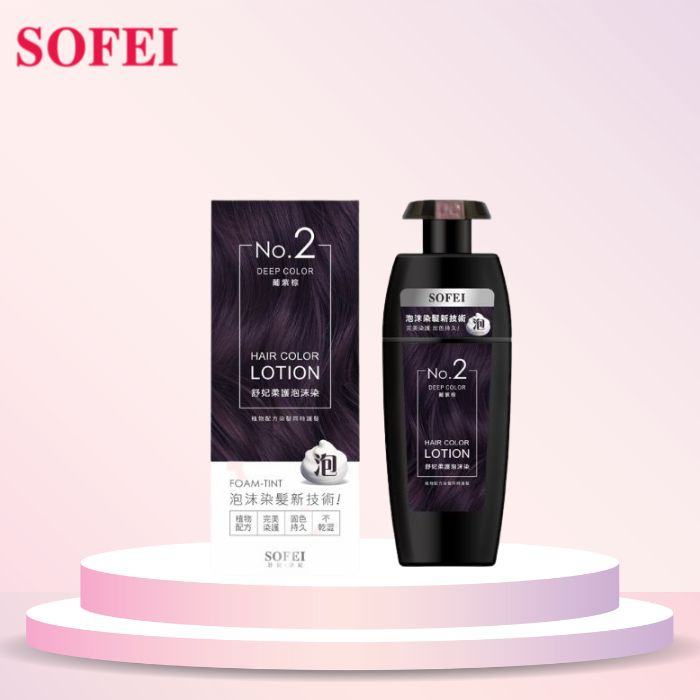 SOFEI
No.2
DEEP COLOR
葡紫棕
HAIR COLOR
LOTION
舒妃柔護泡沫染
植物配方染髮同時護髮
泡
FOAM-TINT
泡沫染髮新技術!
植物
配方
完美
染護
固色
持久
不
乾澀
SOFEI
SOFEI
泡沫染髮新技術
完美染護 固色持久!
泡
No.2
DEEP COLOR
葡紫棕
HAIR COLOR
LOTION
舒妃柔護泡沫染
植物配方染髮同時護髮